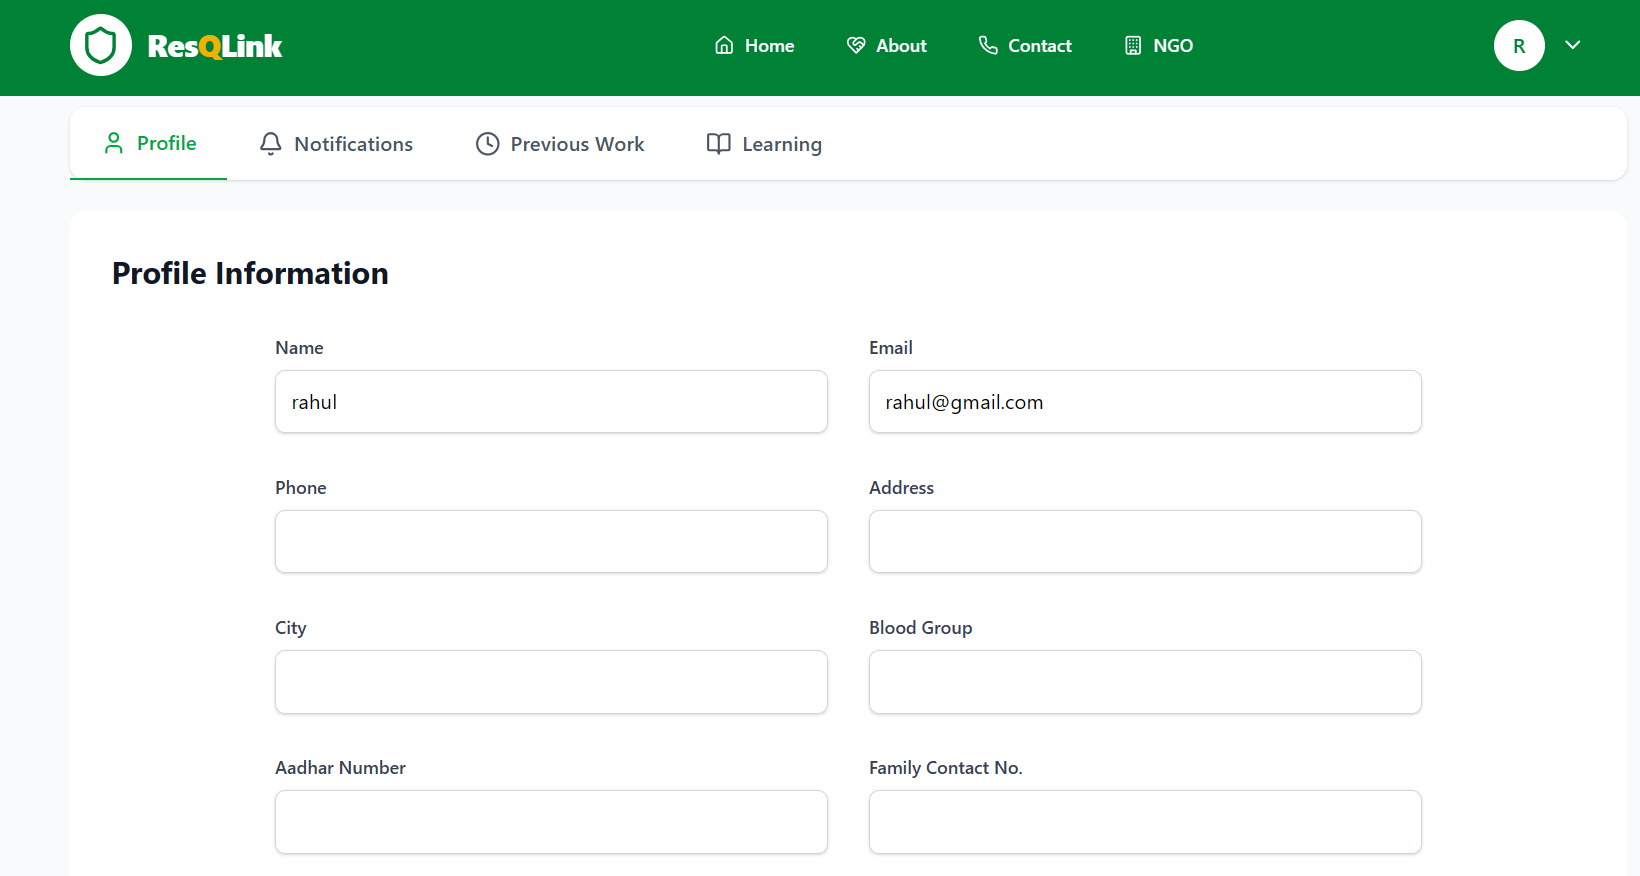 ResQLink Home About Contact NGO R
Profile Notifications Previous Work Learning
Profile Information
Name Email
rahul rahul@gmail.com
Phone Address
City Blood Group
Aadhar Number Family Contact No.